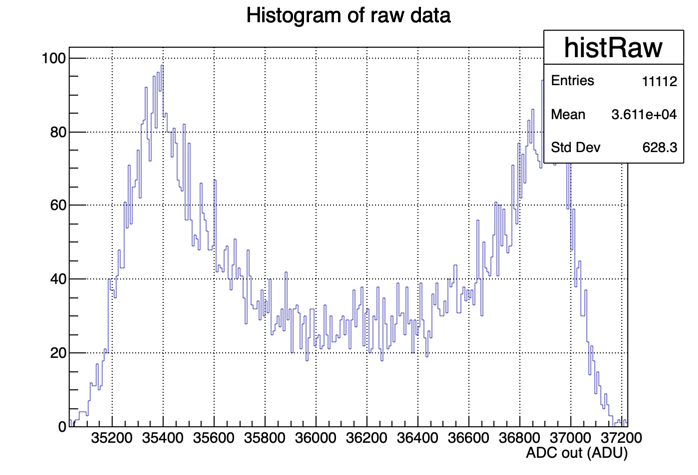 Histogram of raw data
histRaw
Entries 11112
Mean 3.611e+04
Std Dev 628.3
100
80
60
40
20
0
35200 35400 35600 35800 36000 36200 36400 36600 36800 37000 37200
ADC out (ADU)